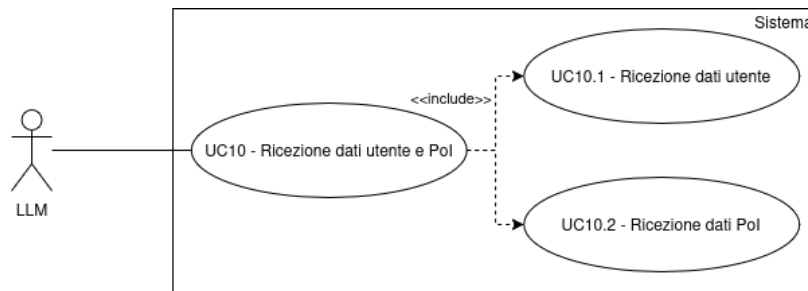 Sistema
UC10.1 - Ricezione dati utente
<<include>>
UC10 - Ricezione dati utente e PoI
LLM
UC10.2 - Ricezione dati PoI